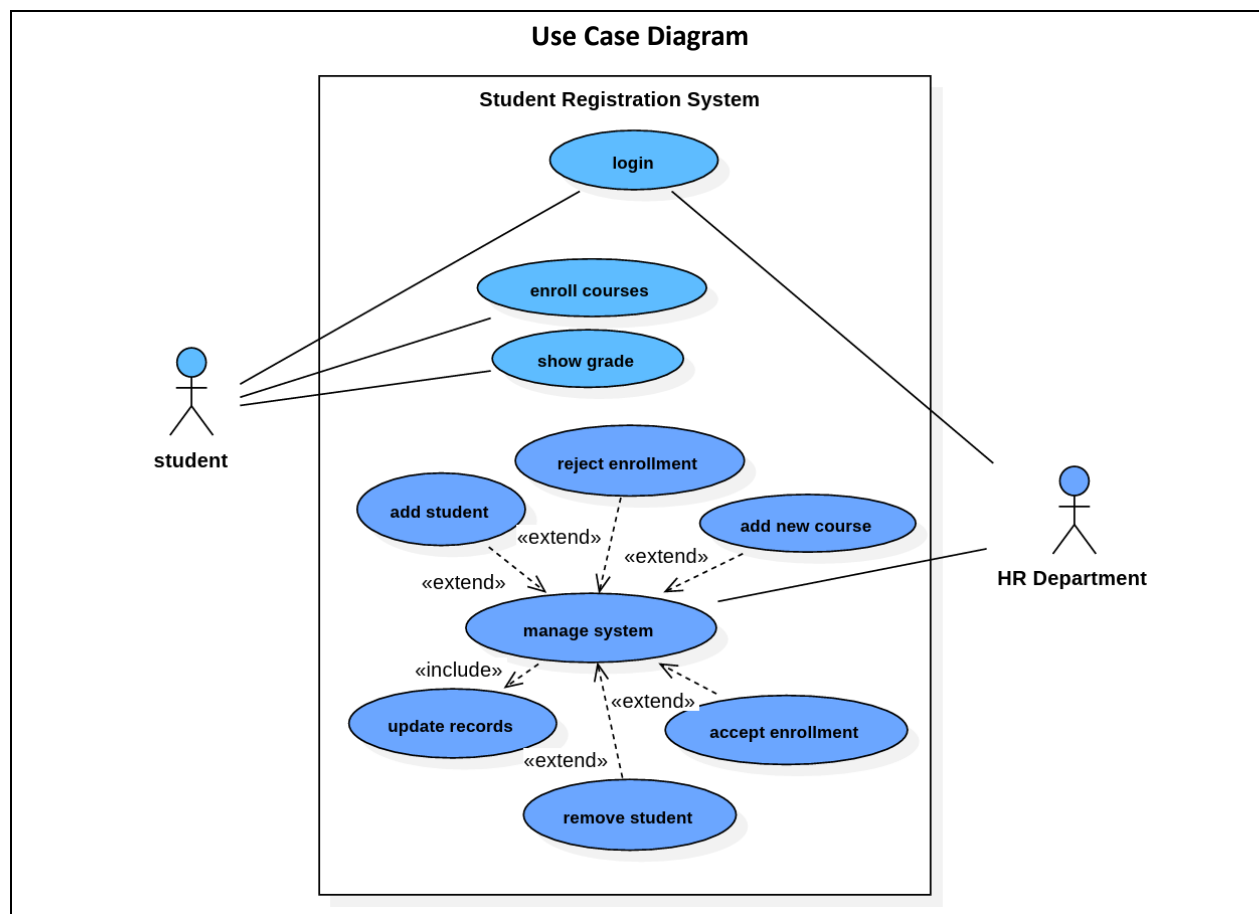 Use Case Diagram
Student Registration System
login
enroll courses
show grade
student
reject enrollment
add student
add new course
«extend»
«extend»
«extend»
HR Department
manage system
«include»
«extend»
update records
accept enrollment
«extend»
remove student